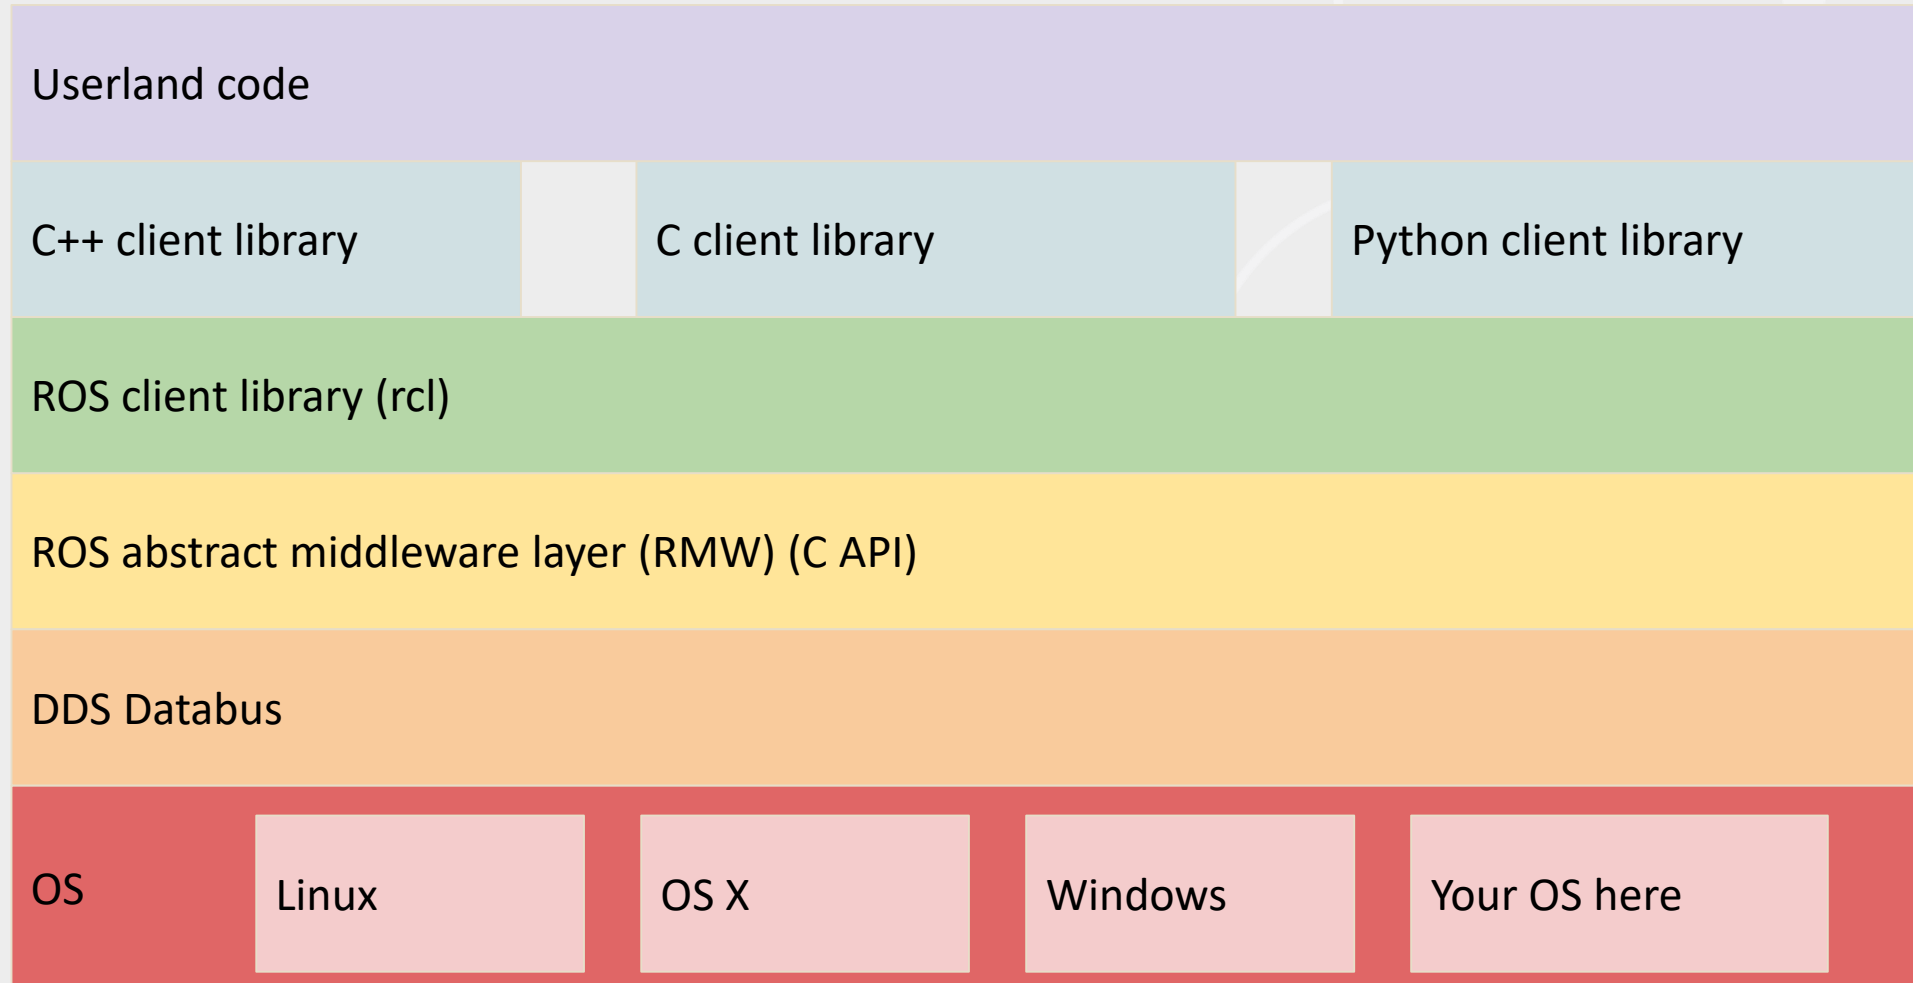 Userland code
C++ client library
C client library
Python client library
ROS client library (rcl)
ROS abstract middleware layer (RMW) (C API)
DDS Databus
OS
Linux
OS X
Windows
Your OS here